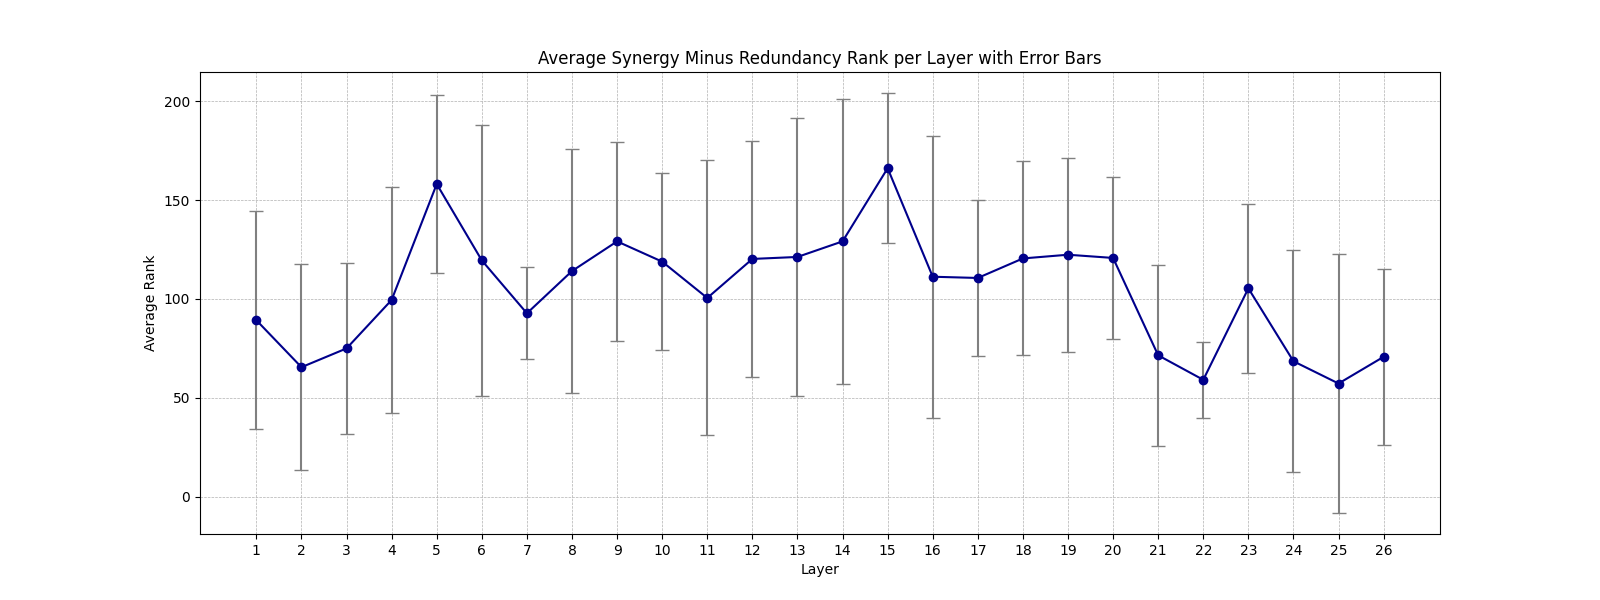 Average Synergy Minus Redundancy Rank per Layer with Error Bars
Average Rank
200
150
100
50
0
1 2 3 4 5 6 7 8 9 10 11 12 13 14 15 16 17 18 19 20 21 22 23 24 25 26
Layer